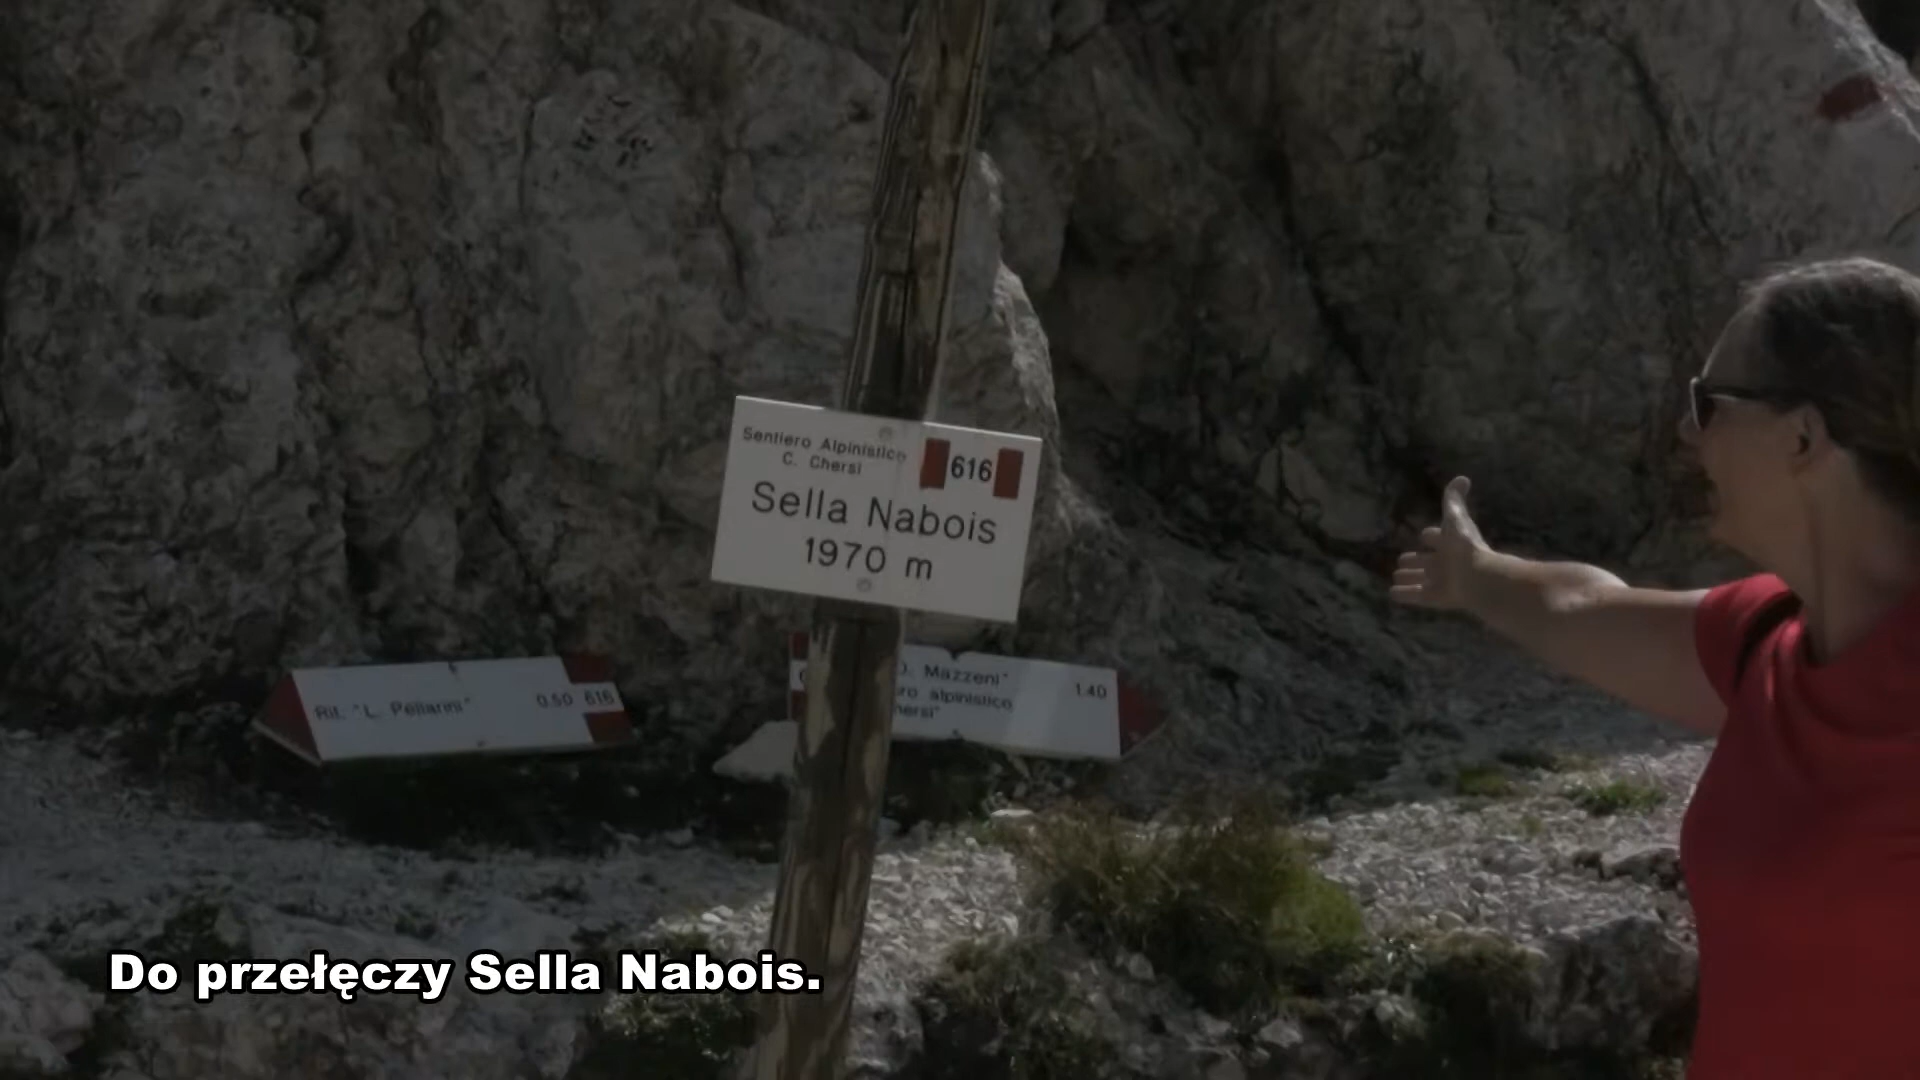 Sentiero Alpinistico
C. Chersi
616
Sella Nabois
1970 m
Rif. "L. Pellarini" 0.50 616
D. Mazzeni" 1.40
alpinistico
Do przełęczy Sella Nabois.